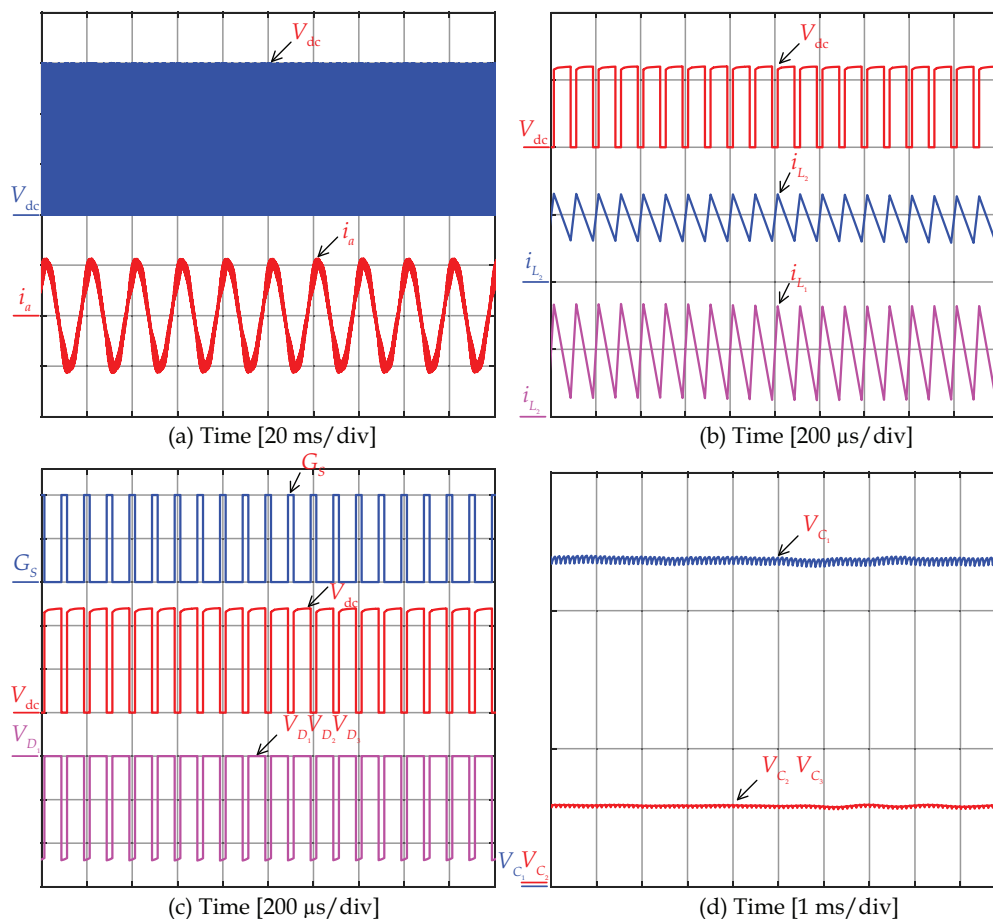 V_dc
V_dc
i_a
i_a
(a) Time [20 ms/div]
V_dc
V_dc
i_L₂
i_L₂
i_L₁
i_L₂
(b) Time [200 µs/div]
G_S
G_S
V_dc
V_dc
V_D₁ V_D₂ V_D₃
V_D₁
(c) Time [200 µs/div]
V_C₁
V_C₂ V_C₃
V_C₁ V_C₂
(d) Time [1 ms/div]